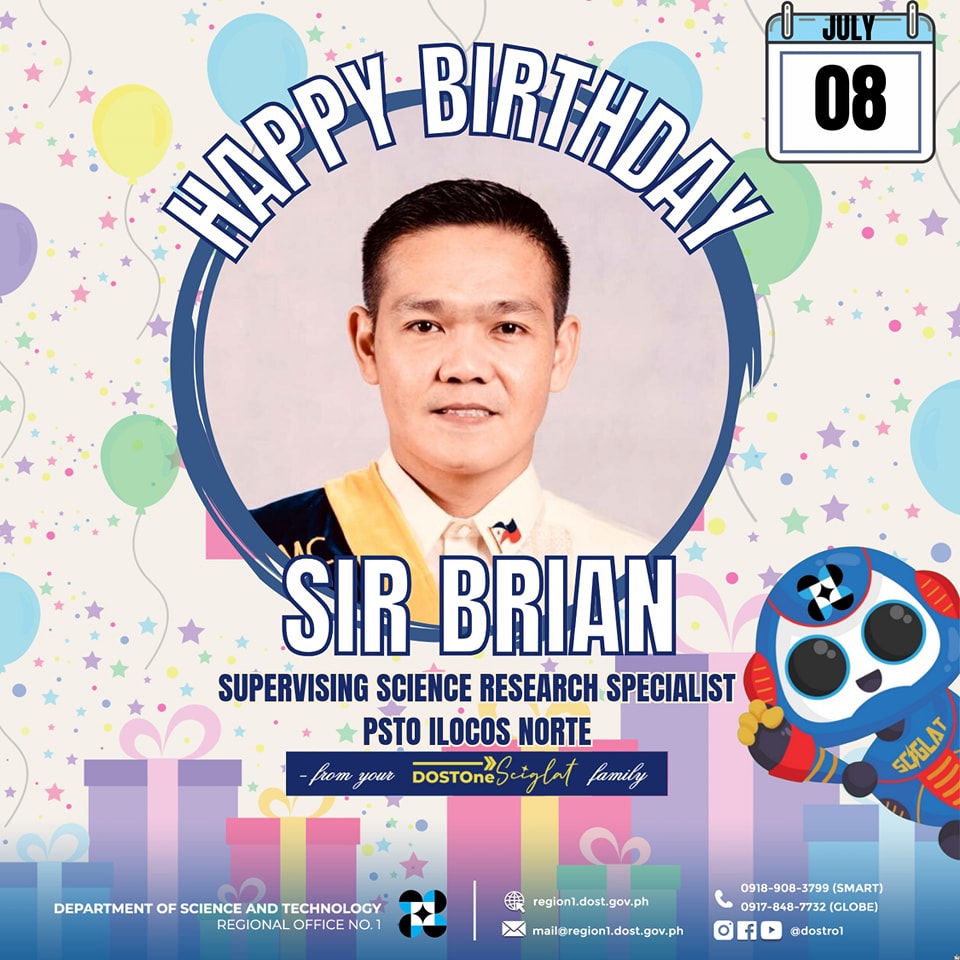 JULY
08
HAPPY BIRTHDAY
MC
SIR BRIAN
SUPERVISING SCIENCE RESEARCH SPECIALIST
PSTO ILOCOS NORTE
- from your DOSTOneSciglat family
SCIGLAT
DEPARTMENT OF SCIENCE AND TECHNOLOGY
REGIONAL OFFICE NO. 1
region1.dost.gov.ph
mail@region1.dost.gov.ph
0918-908-3799 (SMART)
0917-848-7732 (GLOBE)
@dostro1